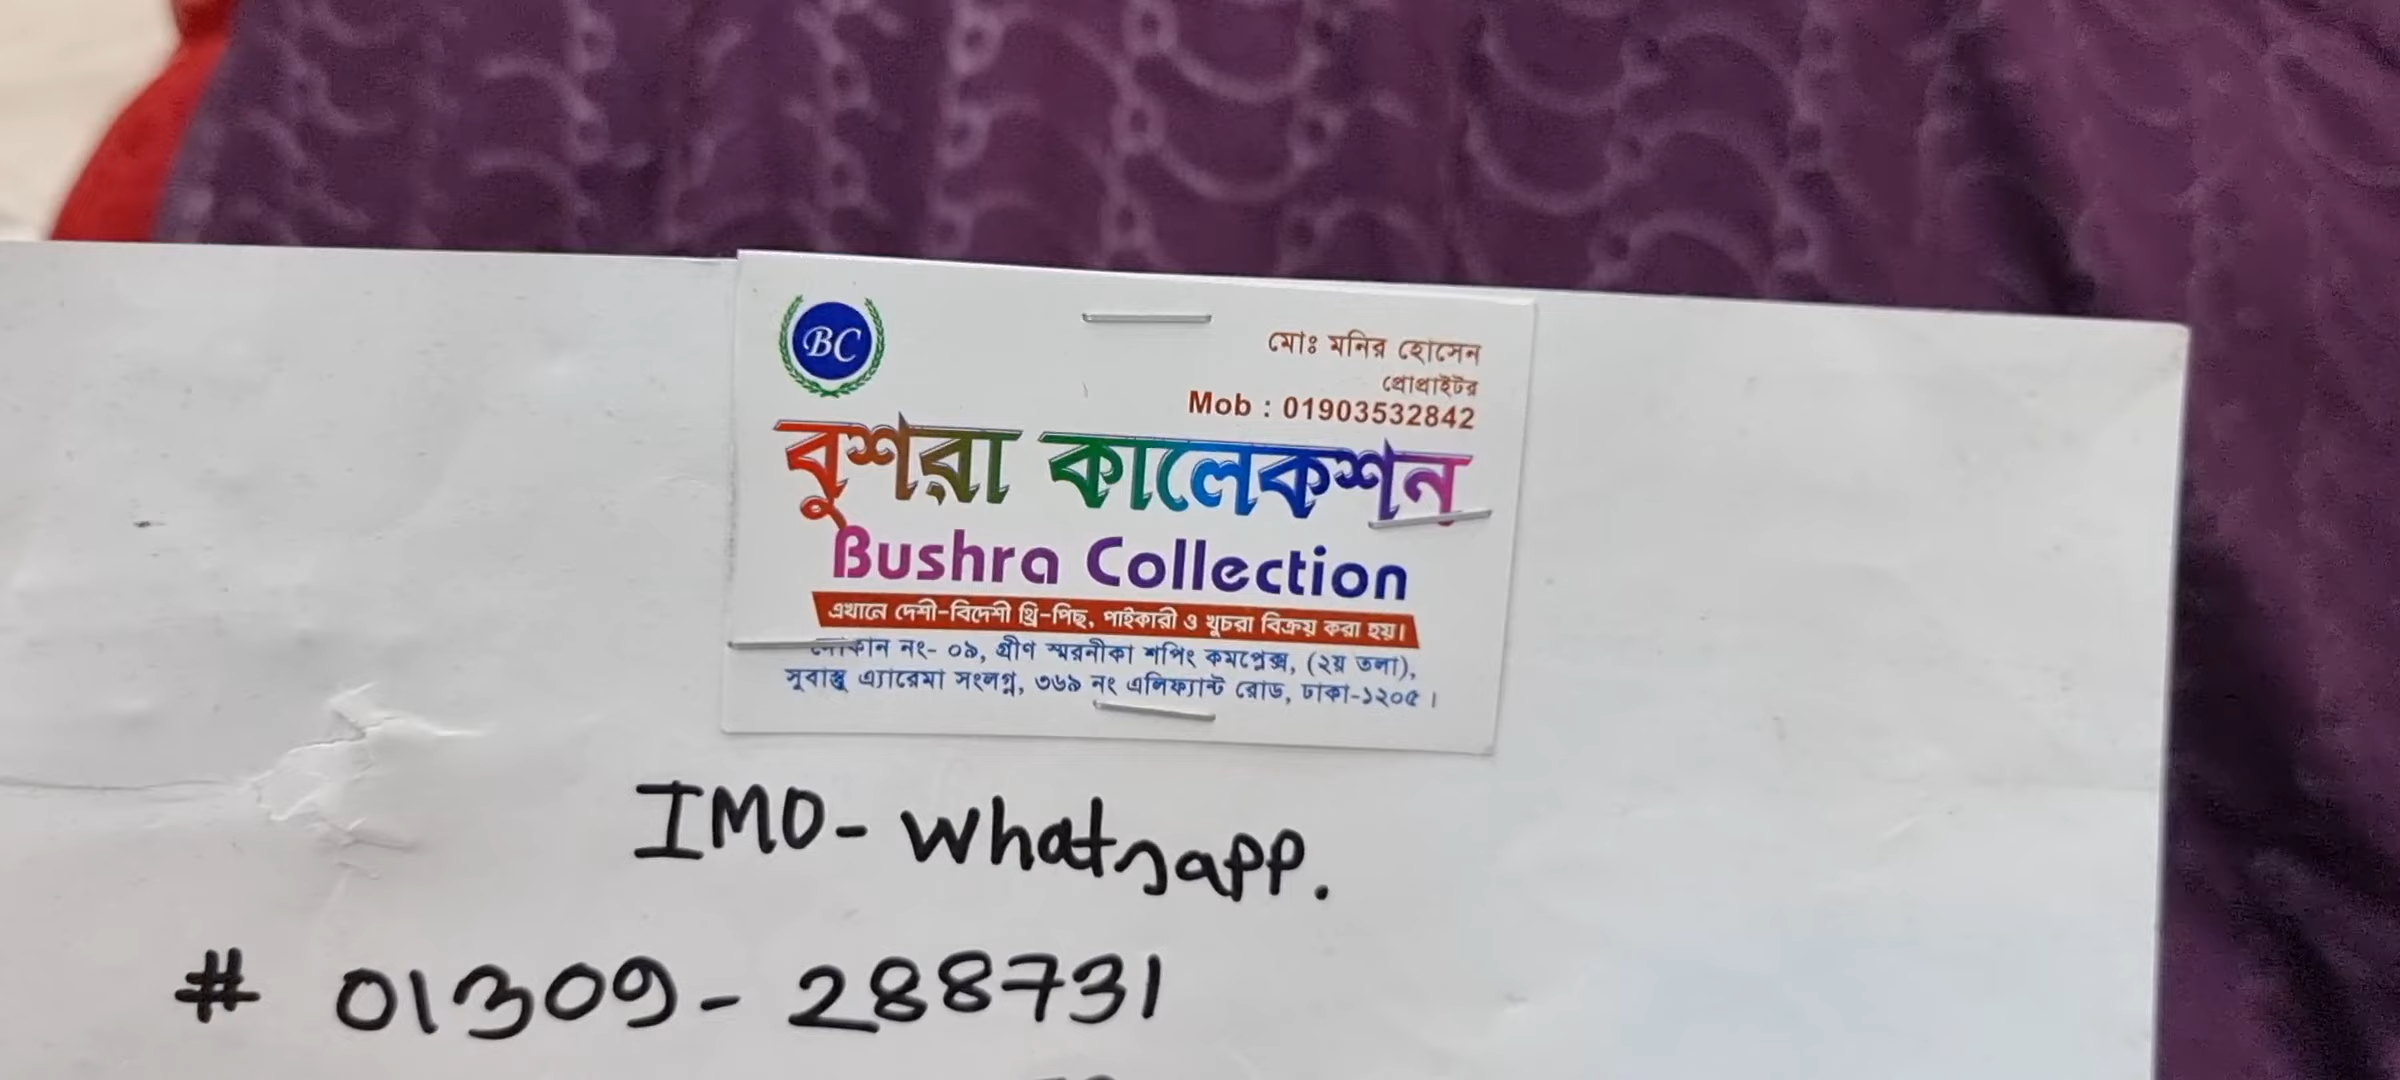 BC
মোঃ মনির হোসেন
প্রোপ্রাইটর
Mob : 01903532842
বুশরা কালেকশন
Bushra Collection
এখানে দেশী-বিদেশী থ্রি-পিছ, পাইকারী ও খুচরা বিক্রয় করা হয়।
দোকান নং- ০৯, গ্রীণ স্মরনীকা শপিং কমপ্লেক্স, (২য় তলা),
সুবাস্তু এ্যারোমা সংলগ্ন, ৩৬৯ নং এলিফ্যান্ট রোড, ঢাকা-১২০৫।
IMO- whatsapp.
# 01309-288731